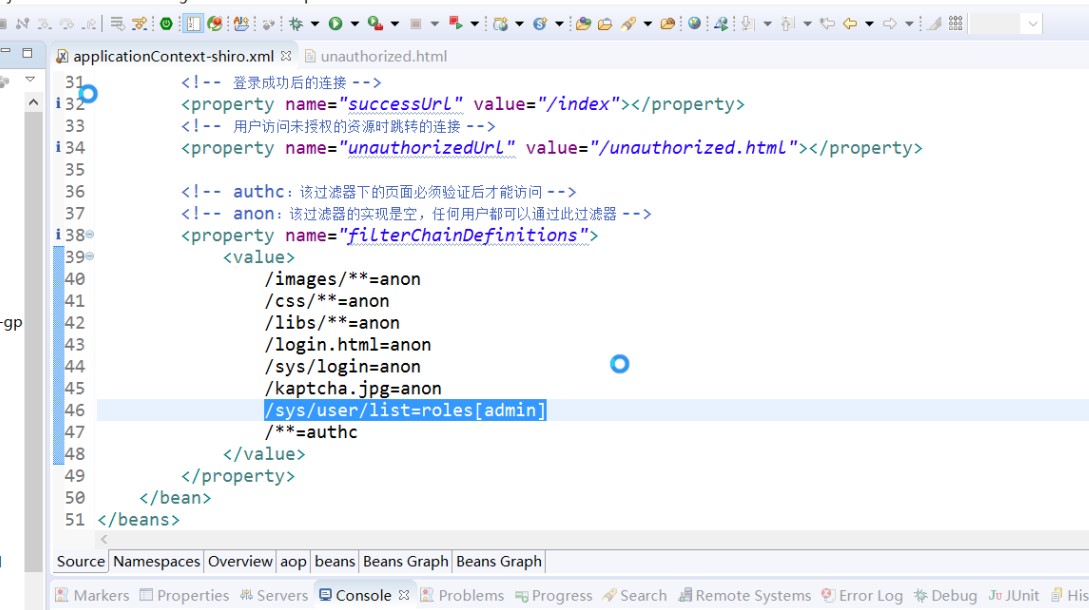 applicationContext-shiro.xml unauthorized.html
31 <!-- 登录成功后的连接 -->
32 <property name="successUrl" value="/index"></property>
33 <!-- 用户访问未授权的资源时跳转的连接 -->
34 <property name="unauthorizedUrl" value="/unauthorized.html"></property>
35
36 <!-- authc：该过滤器下的页面必须验证后才能访问 -->
37 <!-- anon：该过滤器的实现是空，任何用户都可以通过此过滤器 -->
38 <property name="filterChainDefinitions">
39 <value>
40 /images/**=anon
41 /css/**=anon
42 /libs/**=anon
-gp
43 /login.html=anon
44 /sys/login=anon
45 /kaptcha.jpg=anon
46 /sys/user/list=roles[admin]
47 /**=authc
48 </value>
49 </property>
50 </bean>
51 </beans>
Source Namespaces Overview aop beans Beans Graph Beans Graph
Markers Properties Servers Console Problems Progress Search Remote Systems Error Log Debug JUnit His